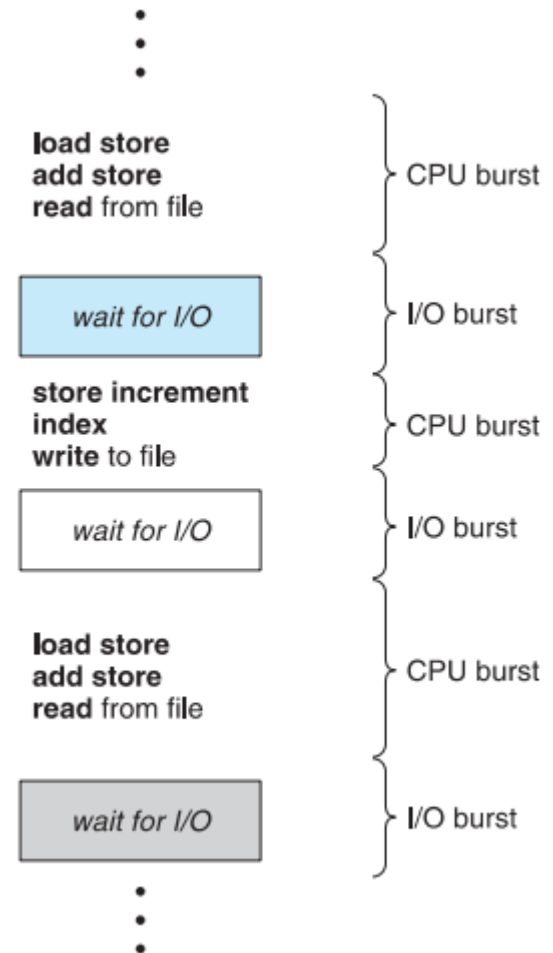 load store
add store
read from file
CPU burst
wait for I/O
I/O burst
store increment
index
write to file
CPU burst
wait for I/O
I/O burst
load store
add store
read from file
CPU burst
wait for I/O
I/O burst